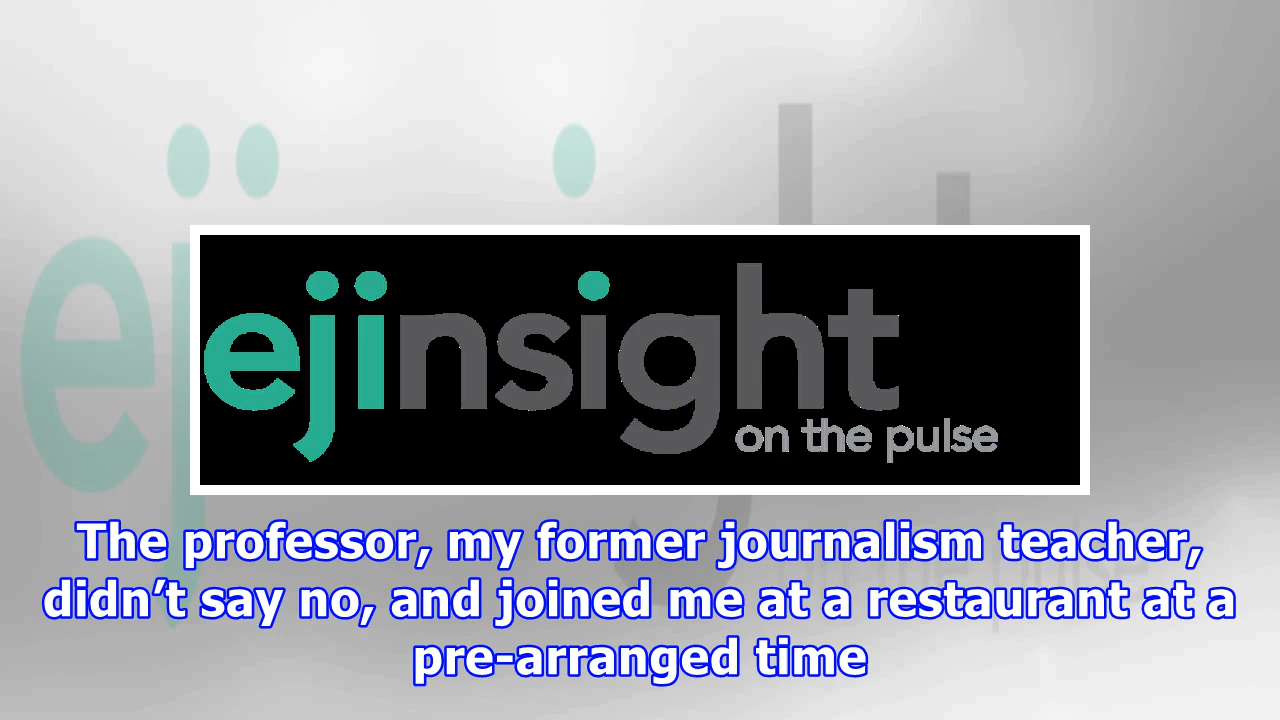 ejinsight
on the pulse
The professor, my former journalism teacher,
didn’t say no, and joined me at a restaurant at a
pre-arranged time